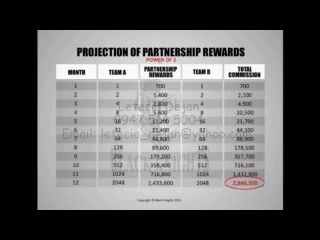 PROJECTION OF PARTNERSHIP REWARDS
POWER OF 2
MONTH TEAM A PARTNERSHIP REWARDS TEAM B TOTAL COMMISSION
1 1 700 1 700
2 2 1,400 2 2,100
3 4 2,800 4 4,900
4 8 5,600 8 10,500
5 16 11,200 16 21,700
6 32 22,400 32 44,100
7 64 64
8 128 89,600 128 178,500
9 256 179,200 256 357,700
10 512 358,400 512 716,100
11 1024 716,800 1024 1,432,900
12 2048 1,433,600 2048 2,866,500